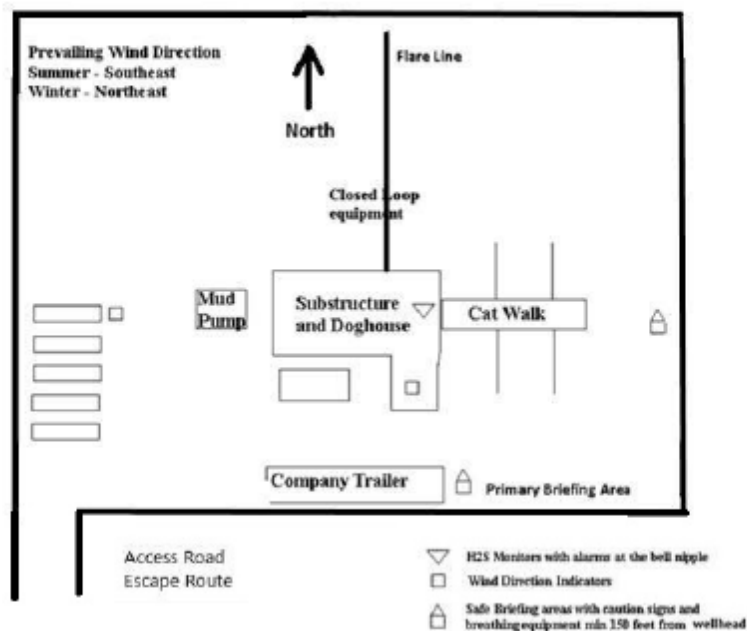 Prevailing Wind Direction
Summer - Southeast
Winter - Northeast
North
Flare Line
Closed Loop
equipment
Mud
Pump
Substructure
and Doghouse
Cat Walk
Company Trailer
Primary Briefing Area
Access Road
Escape Route
H2S Monitors with alarms at the bell nipple
Wind Direction Indicators
Safe Briefing areas with caution signs and
breathing equipment min 150 feet from wellhead